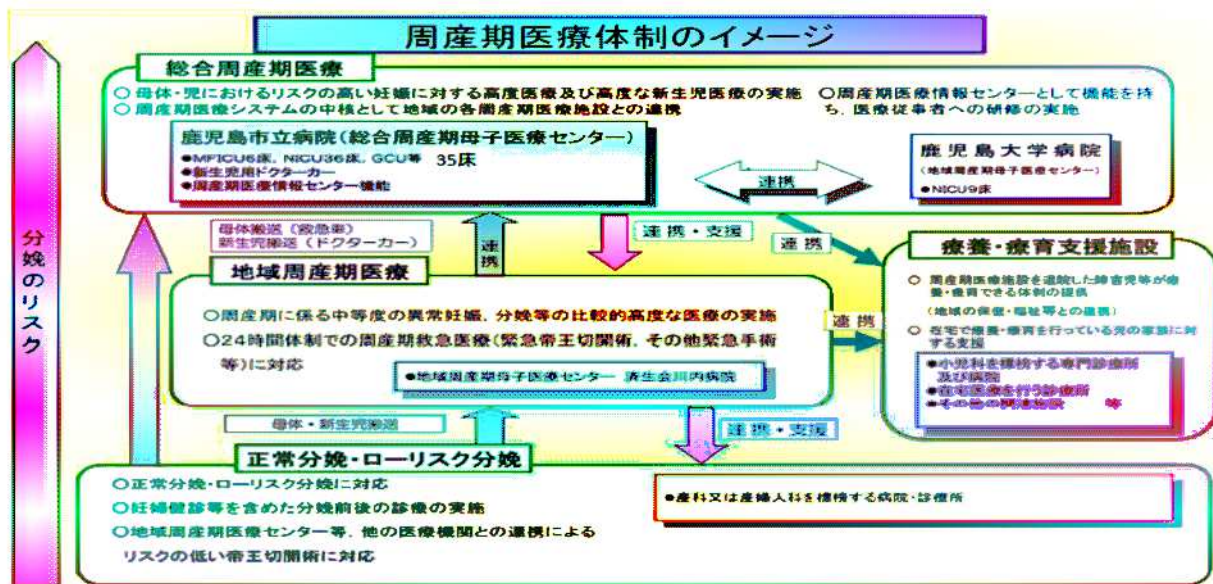 周産期医療体制のイメージ
総合周産期医療
○母体・児におけるリスクの高い妊娠に対する高度医療及び高度な新生児医療の実施
○周産期医療システムの中核として地域の各周産期医療施設との連携
○周産期医療情報センターとして機能を持
ち、医療従事者への研修の実施
鹿児島市立病院(総合周産期母子医療センター)
●MFICU6床, NICU36床, GCU等 35床
●新生児用ドクターカー
●周産期医療情報センター機能
連携
鹿児島大学病院
(地域周産期母子医療センター)
●NICU9床
分娩のリスク
母体搬送(救急車)
新生児搬送(ドクターカー)
連携
連携・支援
連携
地域周産期医療
○周産期に係る中等度の異常妊娠、分娩等の比較的高度な医療の実施
○24時間体制での周産期救急医療(緊急帝王切開術、その他緊急手術
等)に対応
●地域周産期母子医療センター 済生会川内病院
連携
療養・療育支援施設
○ 周産期医療施設を退院した障害児等が療
養・療育できる体制の提供
(地域の保健・福祉等との連携)
○ 在宅で療養・療育を行っている児の家族に対
する支援
●小児科を標榜する専門診療所
及び病院
●在宅医療を行う診療所
●その他の関連施設 等
母体・新生児搬送
連携・支援
正常分娩・ローリスク分娩
○正常分娩・ローリスク分娩に対応
○妊婦健診等を含めた分娩前後の診療の実施
○地域周産期医療センター等、他の医療機関との連携による
リスクの低い帝王切開術に対応
●産科又は産婦人科を標榜する病院・診療所